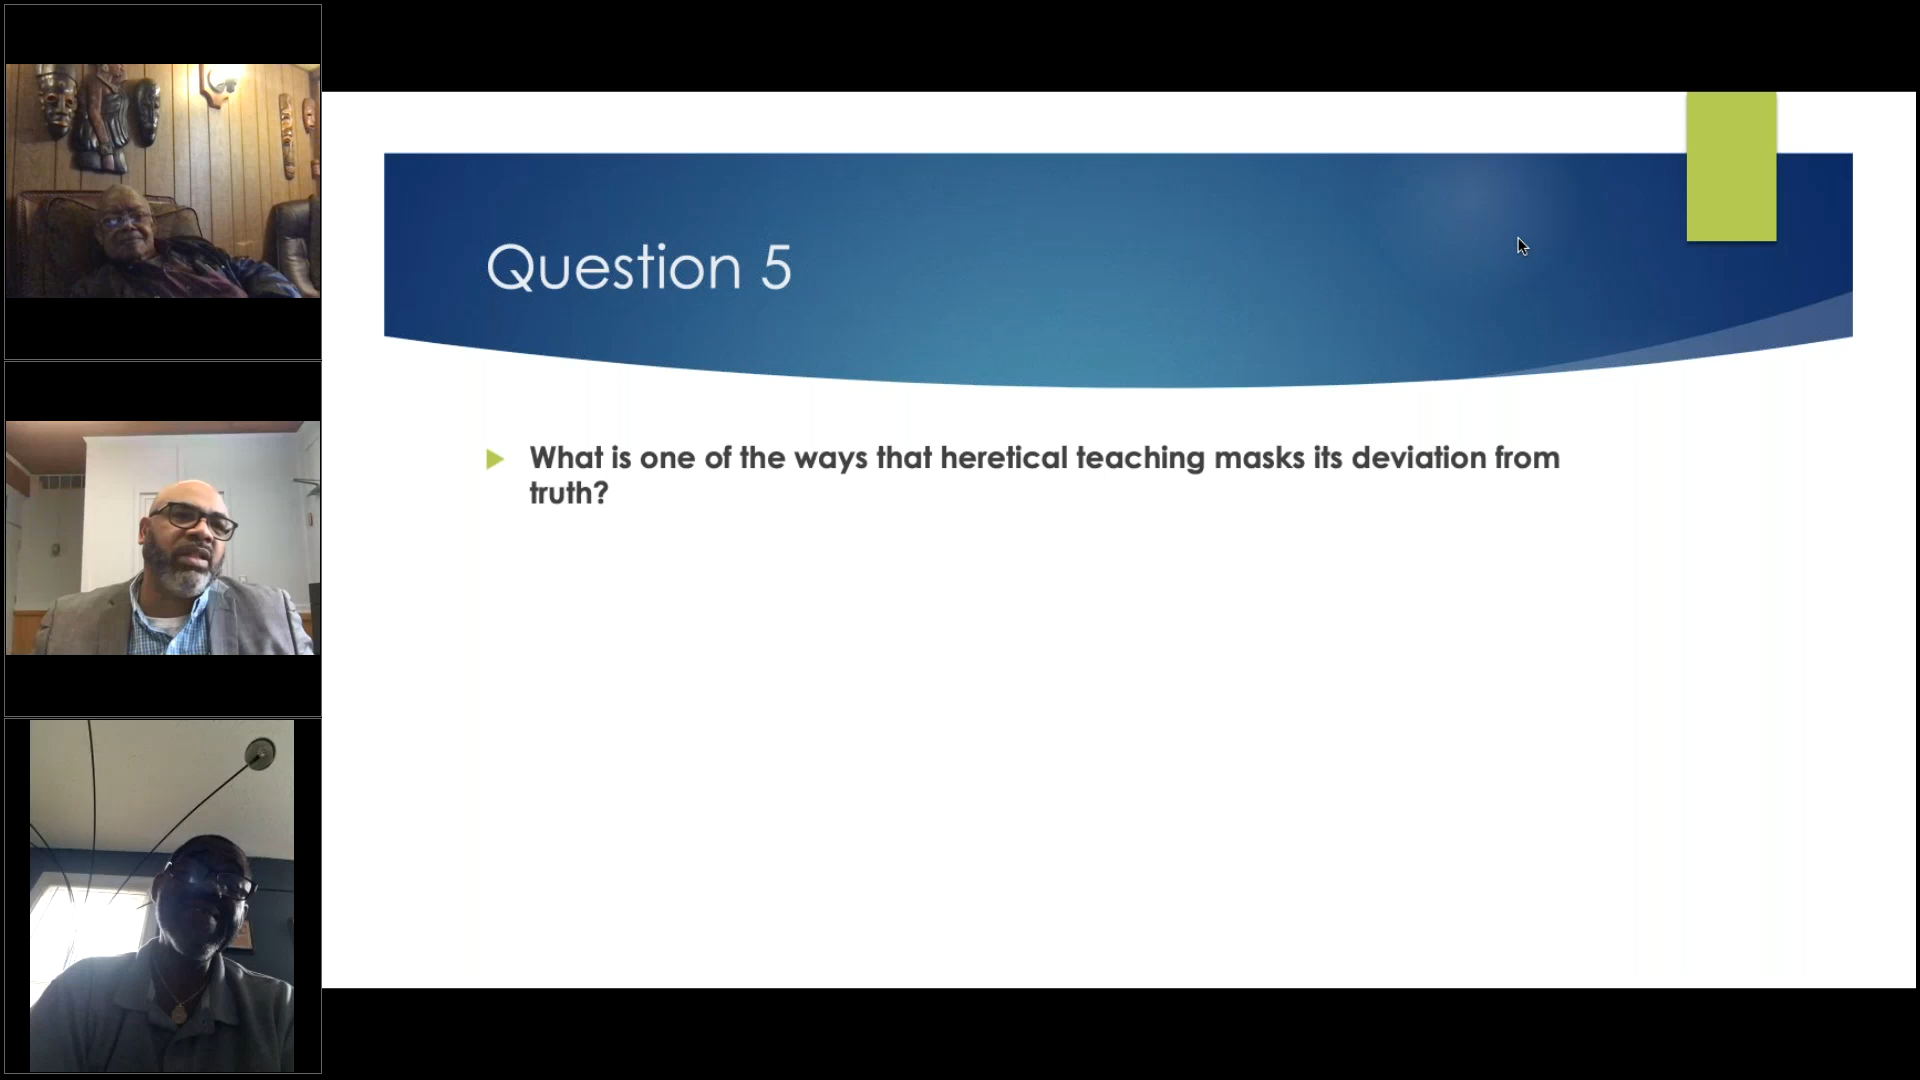 Question 5
What is one of the ways that heretical teaching masks its deviation from
truth?